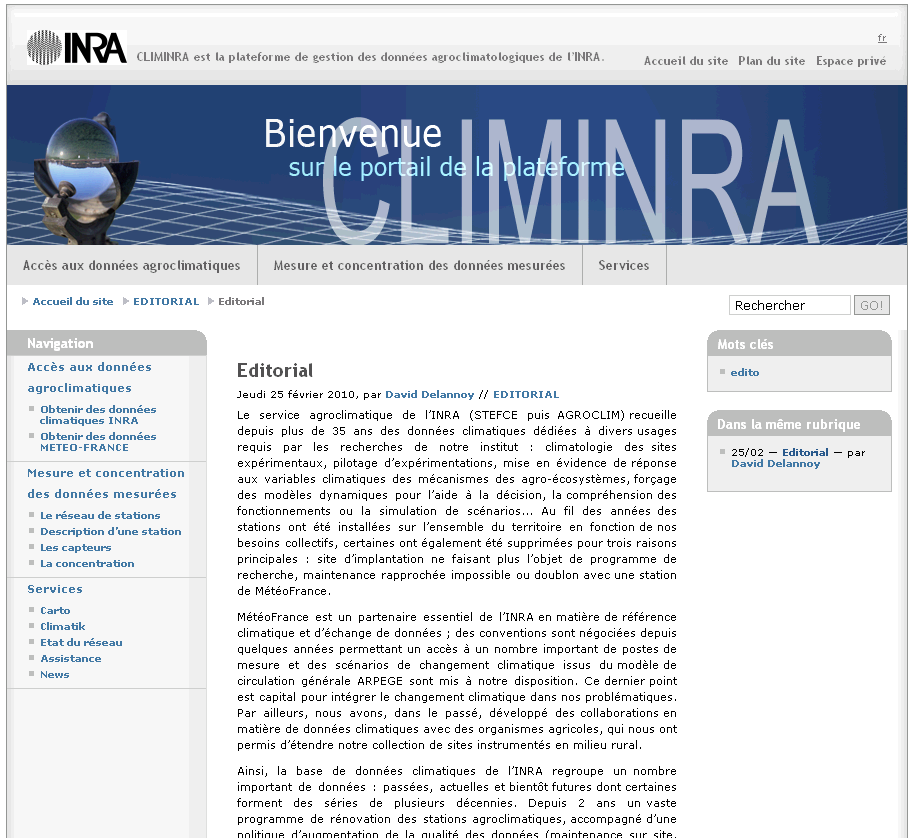 INRA
CLIMINRA est la plateforme de gestion des données agroclimatologiques de l'INRA.
fr
Accueil du site Plan du site Espace privé
CLIMINRA
Bienvenue
sur le portail de la plateforme
Accès aux données agroclimatiques Mesure et concentration des données mesurées Services
Accueil du site EDITORIAL Editorial
Rechercher GO!
Navigation
Accès aux données
agroclimatiques
Obtenir des données
climatiques INRA
Obtenir des données
METEO-FRANCE
Mesure et concentration
des données mesurées
Le réseau de stations
Description d'une station
Les capteurs
La concentration
Services
Carto
Climatik
Etat du réseau
Assistance
News
Editorial
Jeudi 25 février 2010, par David Delannoy // EDITORIAL
Le service agroclimatique de l'INRA (STEFCE puis AGROCLIM) recueille
depuis plus de 35 ans des données climatiques dédiées à divers usages
requis par les recherches de notre institut : climatologie des sites
expérimentaux, pilotage d'expérimentations, mise en évidence de réponse
aux variables climatiques des mécanismes des agro-écosystèmes, forçage
des modèles dynamiques pour l'aide à la décision, la compréhension des
fonctionnements ou la simulation de scénarios... Au fil des années des
stations ont été installées sur l'ensemble du territoire en fonction de nos
besoins collectifs, certaines ont également été supprimées pour trois raisons
principales : site d'implantation ne faisant plus l'objet de programme de
recherche, maintenance rapprochée impossible ou doublon avec une station
de MétéoFrance.
MétéoFrance est un partenaire essentiel de l'INRA en matière de référence
climatique et d'échange de données ; des conventions sont négociées depuis
quelques années permettant un accès à un nombre important de postes de
mesure et des scénarios de changement climatique issus du modèle de
circulation générale ARPEGE sont mis à notre disposition. Ce dernier point
est capital pour intégrer le changement climatique dans nos problématiques.
Par ailleurs, nous avons, dans le passé, développé des collaborations en
matière de données climatiques avec des organismes agricoles, qui nous ont
permis d'étendre notre collection de sites instrumentés en milieu rural.
Ainsi, la base de données climatiques de l'INRA regroupe un nombre
important de données : passées, actuelles et bientôt futures dont certaines
forment des séries de plusieurs décennies. Depuis 2 ans un vaste
programme de rénovation des stations agroclimatiques, accompagné d'une
politique d'augmentation de la qualité des données (maintenance sur site,
Mots clés
edito
Dans la même rubrique
25/02 — Editorial — par
David Delannoy